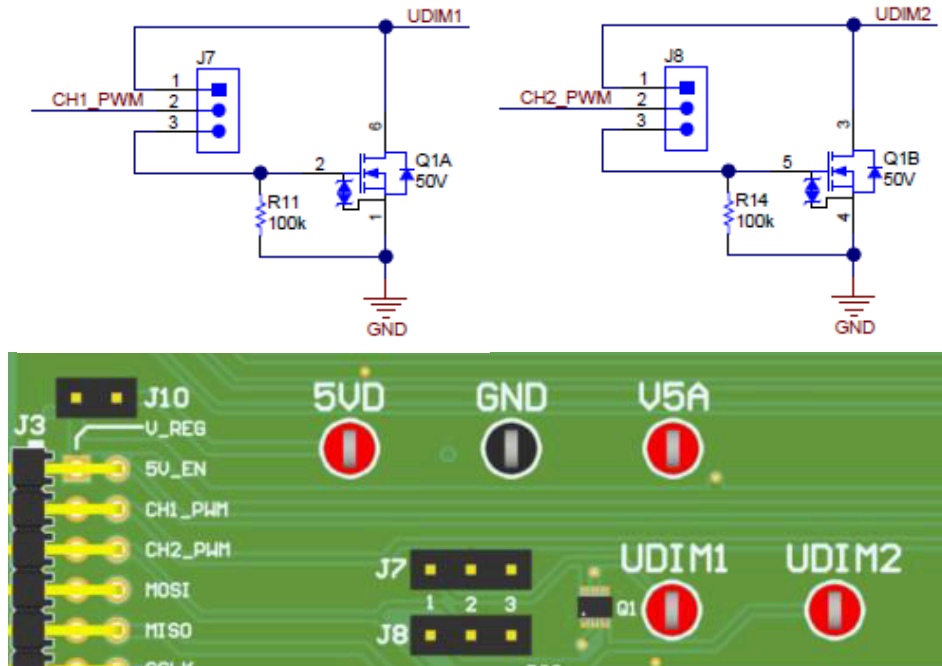 UDIM1
J7
1
CH1_PWM 2
3
6
2
Q1A
50V
R11
100k
1
GND
UDIM2
J8
1
CH2_PWM 2
3
3
5
Q1B
50V
R14
100k
4
GND
J10
5VD GND V5A
J3
V_REG
5V_EN
CH1_PWM
CH2_PWM
MOSI
MISO
J7
1 2 3
J8
Q1
UDIM1 UDIM2